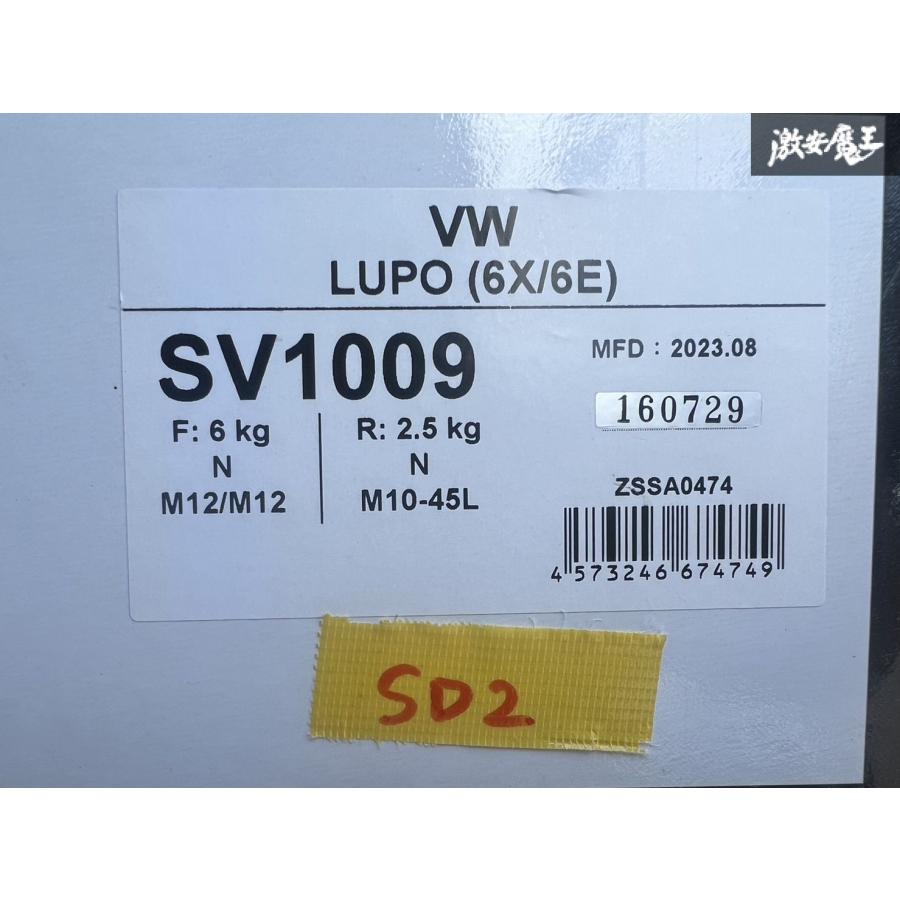 激安魔王
VW
LUPO (6X/6E)
SV1009
MFD : 2023.08
160729
F: 6 kg
N
M12/M12
R: 2.5 kg
N
M10-45L
ZSSA0474
4 573246 674749
SD2